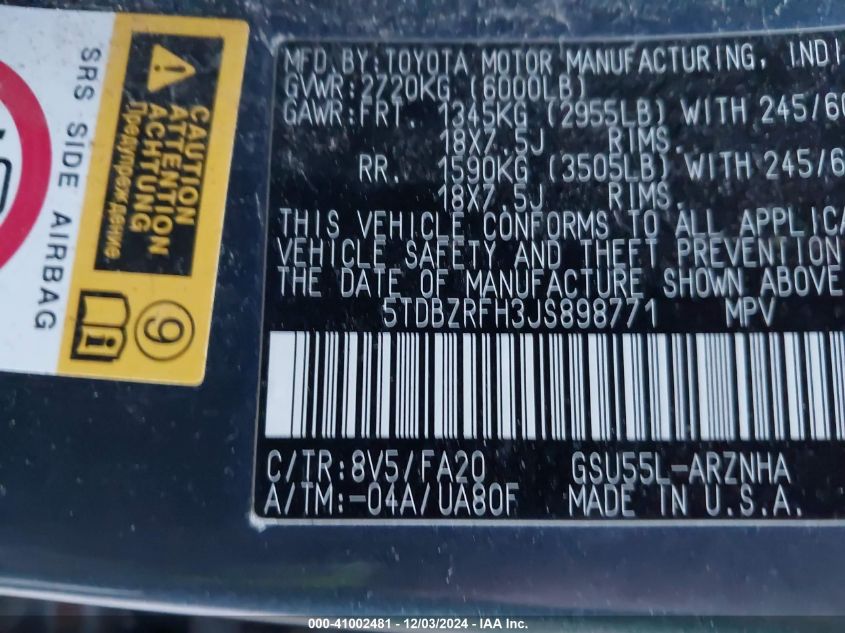 SRS SIDE AIRBAG
CAUTION
ATTENTION
ACHTUNG
Предупреждение
9
MFD. BY: TOYOTA MOTOR MANUFACTURING, INDI
GVWR: 2720KG (6000LB)
GAWR: FRT. 1345KG (2955LB) WITH 245/60
18X7.5J RIMS.
RR. 1590KG (3505LB) WITH 245/6
18X7.5J RIMS.
THIS VEHICLE CONFORMS TO ALL APPLICA
VEHICLE SAFETY AND THEFT PREVENTION
THE DATE OF MANUFACTURE SHOWN ABOVE
5TDBZRFH3JS898771 MPV
C/TR: 8V5/FA20 GSU55L-ARZNHA
A/TM: -04A/UA80F MADE IN U.S.A.
000-41002481 - 12/03/2024 - IAA Inc.